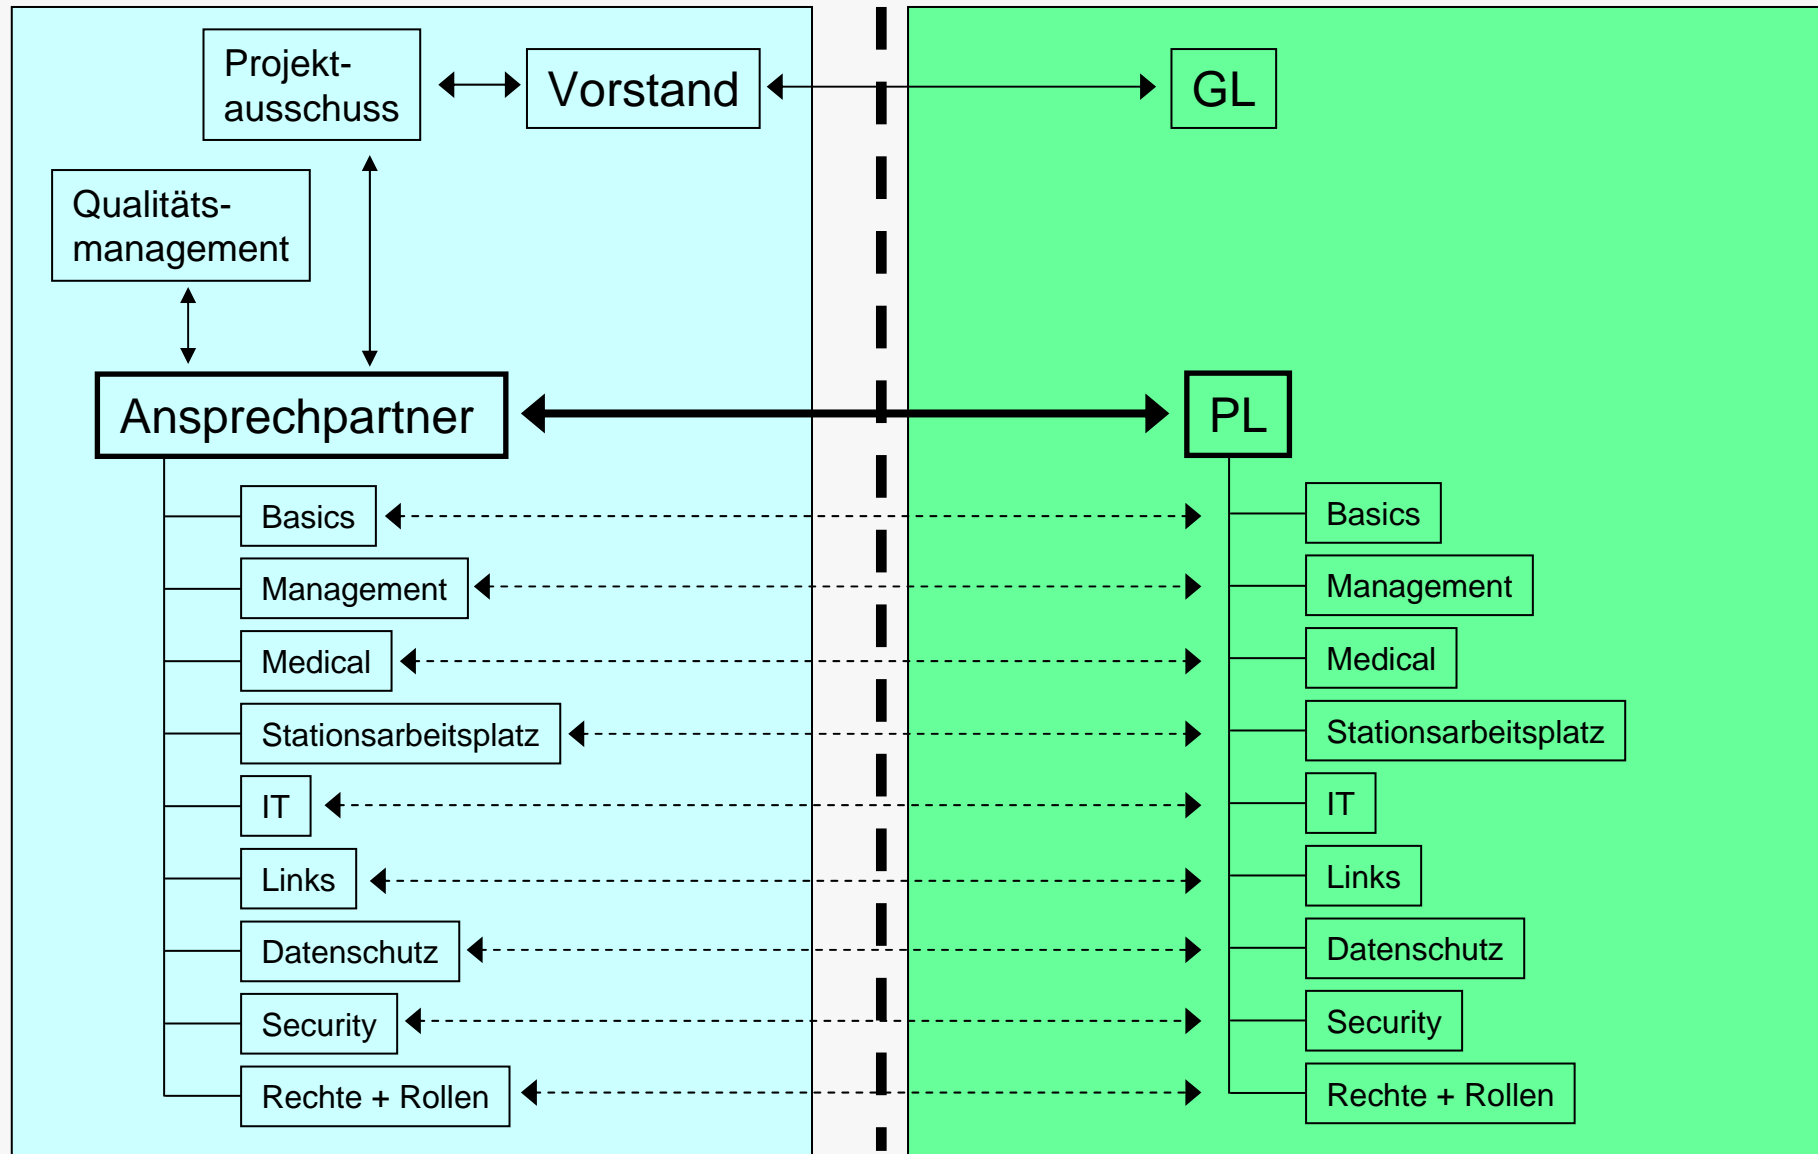 Projekt-
ausschuss
Vorstand
GL
Qualitäts-
management
Ansprechpartner
PL
Basics
Management
Medical
Stationsarbeitsplatz
IT
Links
Datenschutz
Security
Rechte + Rollen
Basics
Management
Medical
Stationsarbeitsplatz
IT
Links
Datenschutz
Security
Rechte + Rollen